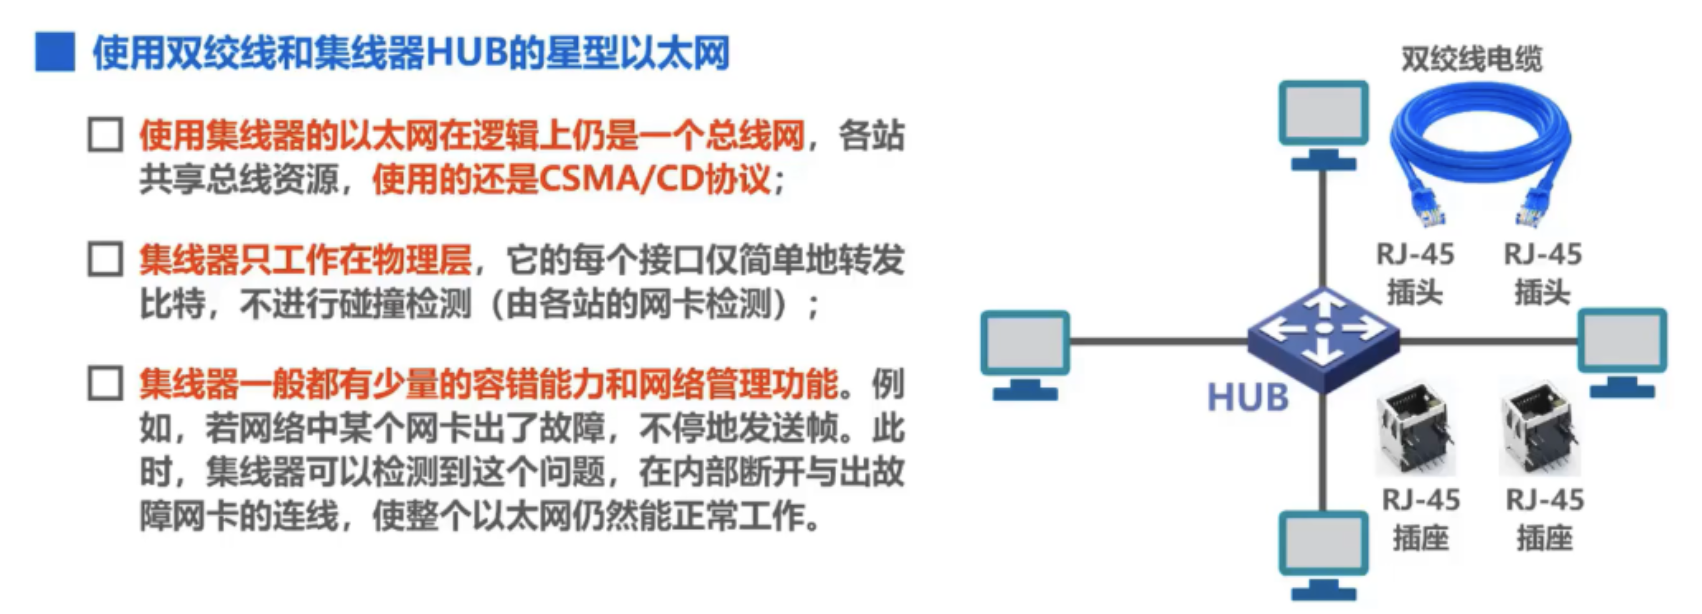 使用双绞线和集线器HUB的星型以太网
使用集线器的以太网在逻辑上仍是一个总线网，各站
共享总线资源，使用的还是CSMA/CD协议；
集线器只工作在物理层，它的每个接口仅简单地转发
比特，不进行碰撞检测（由各站的网卡检测）；
集线器一般都有少量的容错能力和网络管理功能。例
如，若网络中某个网卡出了故障，不停地发送帧。此
时，集线器可以检测到这个问题，在内部断开与出故
障网卡的连线，使整个以太网仍然能正常工作。
双绞线电缆
RJ-45
插头
RJ-45
插头
HUB
RJ-45
插座
RJ-45
插座